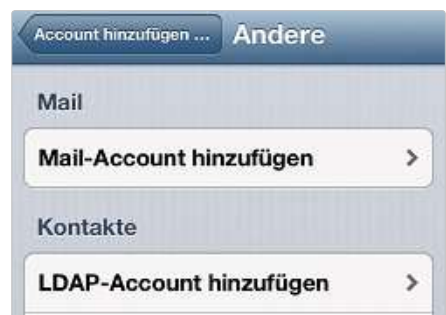 Account hinzufügen ... Andere
Mail
Mail-Account hinzufügen
Kontakte
LDAP-Account hinzufügen